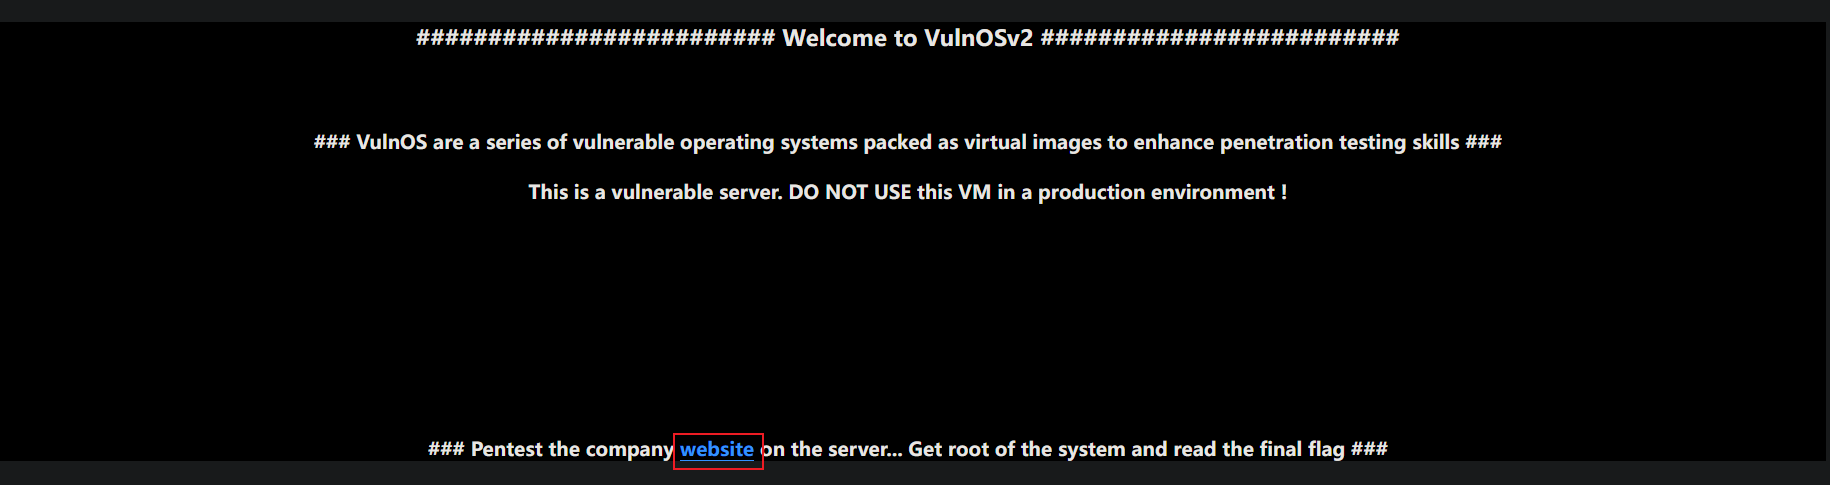 ######################### Welcome to VulnOSv2 #########################
### VulnOS are a series of vulnerable operating systems packed as virtual images to enhance penetration testing skills ###
This is a vulnerable server. DO NOT USE this VM in a production environment !
### Pentest the company website on the server... Get root of the system and read the final flag ###